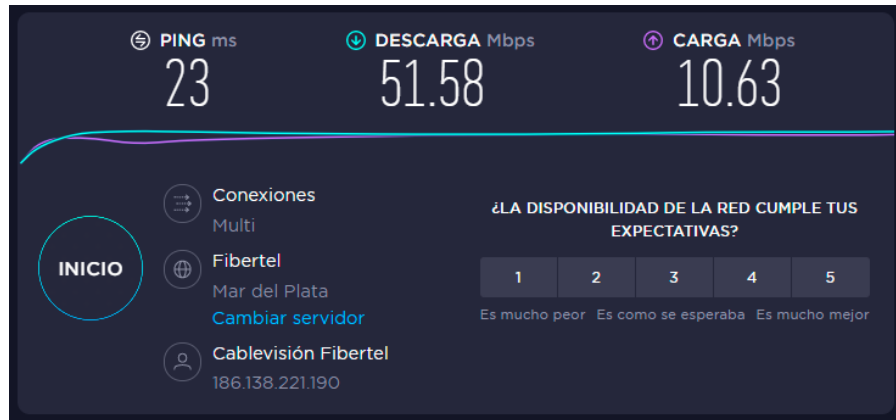 PING ms
23
DESCARGA Mbps
51.58
CARGA Mbps
10.63
INICIO
Conexiones
Multi
Fibertel
Mar del Plata
Cambiar servidor
Cablevisión Fibertel
186.138.221.190
¿LA DISPONIBILIDAD DE LA RED CUMPLE TUS
EXPECTATIVAS?
1 2 3 4 5
Es mucho peor Es como se esperaba Es mucho mejor